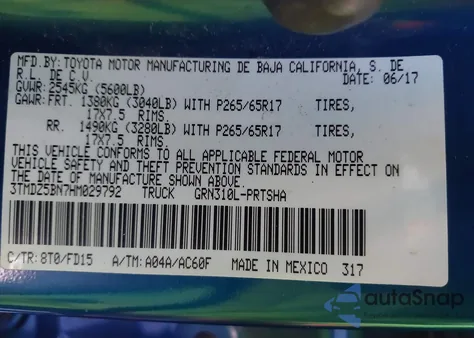 MFD.BY: TOYOTA MOTOR MANUFACTURING DE BAJA CALIFORNIA, S. DE
R.L. DE C.V. DATE: 06/17
GVWR: 2545KG (5600LB)
GAWR: FRT. 1380KG (3040LB) WITH P265/65R17 TIRES,
17X7.5 RIMS,
RR. 1490KG (3280LB) WITH P265/65R17 TIRES,
17X7.5 RIMS.
THIS VEHICLE CONFORMS TO ALL APPLICABLE FEDERAL MOTOR
VEHICLE SAFETY AND THEFT PREVENTION STANDARDS IN EFFECT ON
THE DATE OF MANUFACTURE SHOWN ABOVE.
3TMDZ5BN7HM029792 TRUCK GRN310L-PRTSHA
C/TR: 8T0/FD15 A/TM: A04A/AC60F MADE IN MEXICO 317
autoSnap